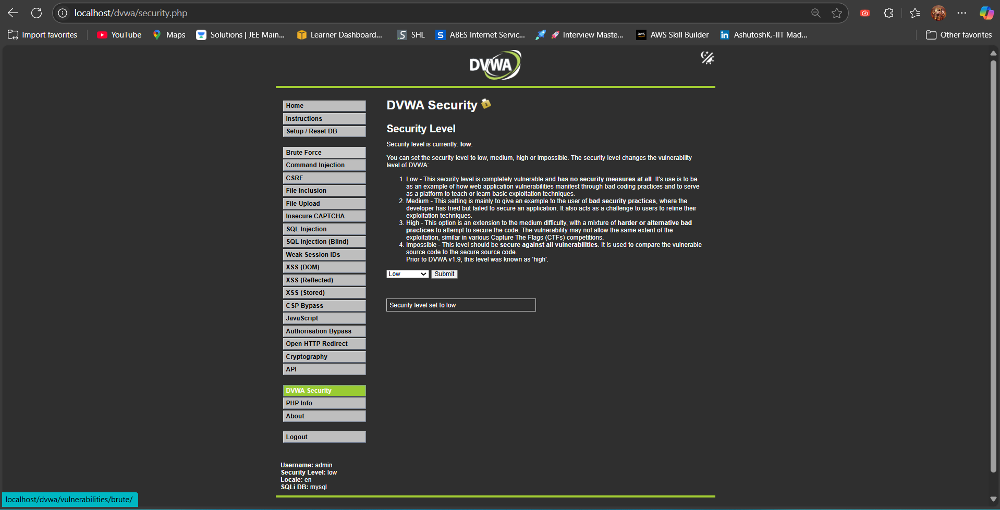 localhost/dvwa/security.php
Import favorites
YouTube
Maps
Solutions | JEE Main...
Learner Dashboard...
SHL
ABES Internet Servic...
Interview Maste...
AWS Skill Builder
AshutoshK.-IIT Mad...
Other favorites
DVWA
Home
Instructions
Setup / Reset DB
Brute Force
Command Injection
CSRF
File Inclusion
File Upload
Insecure CAPTCHA
SQL Injection
SQL Injection (Blind)
Weak Session IDs
XSS (DOM)
XSS (Reflected)
XSS (Stored)
CSP Bypass
JavaScript
Authorisation Bypass
Open HTTP Redirect
Cryptography
API
DVWA Security
PHP Info
About
Logout
DVWA Security
Security Level
Security level is currently: low.
You can set the security level to low, medium, high or impossible. The security level changes the vulnerability
level of DVWA:
1. Low - This security level is completely vulnerable and has no security measures at all. It's use is to be
as an example of how web application vulnerabilities manifest through bad coding practices and to serve
as a platform to teach or learn basic exploitation techniques.
2. Medium - This setting is mainly to give an example to the user of bad security practices, where the
developer has tried but failed to secure an application. It also acts as a challenge to users to refine their
exploitation techniques.
3. High - This option is an extension to the medium difficulty, with a mixture of harder or alternative bad
practices to attempt to secure the code. The vulnerability may not allow the same extent of the
exploitation, similar in various Capture The Flags (CTFs) competitions.
4. Impossible - This level should be secure against all vulnerabilities. It is used to compare the vulnerable
source code to the secure source code.
Prior to DVWA v1.9, this level was known as 'high'.
Low
Submit
Security level set to low
Username: admin
Security Level: low
Locale: en
SQLi DB: mysql
localhost/dvwa/vulnerabilities/brute/